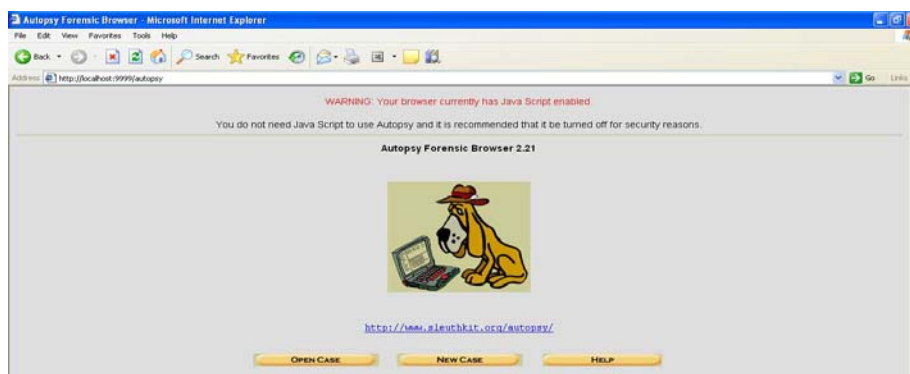 Autopsy Forensic Browser - Microsoft Internet Explorer
File Edit View Favorites Tools Help
Back Search Favorites
Address http://localhost:9999/autopsy Go Links
WARNING: Your browser currently has Java Script enabled.
You do not need Java Script to use Autopsy and it is recommended that it be turned off for security reasons.
Autopsy Forensic Browser 2.21
http://www.sleuthkit.org/autopsy/
OPEN CASE NEW CASE HELP